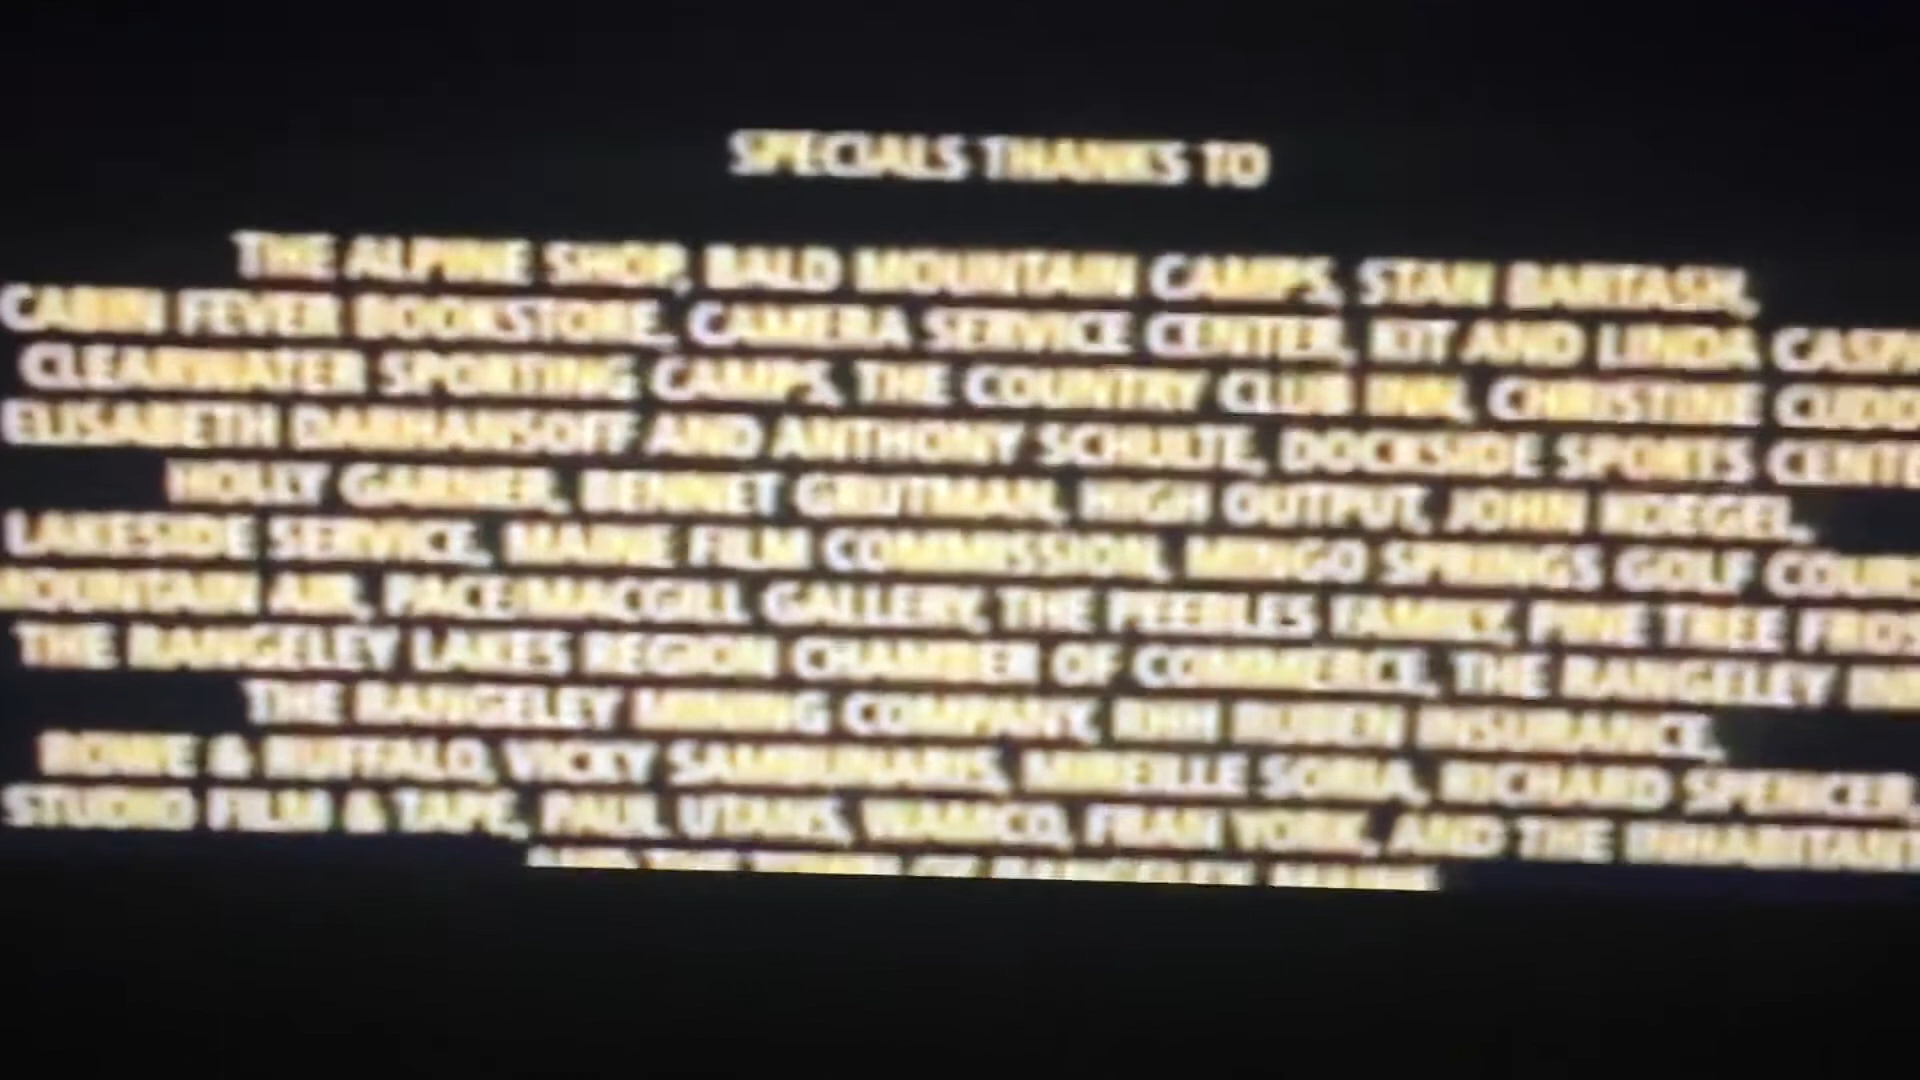 SPECIALS THANKS TO
THE ALPINE SHOP, BALD MOUNTAIN CAMPS, STAN BARTASH,
CABIN FEVER BOOKSTORE, CAMERA SERVICE CENTER, KIT AND LINDA
CLEARWATER SPORTING CAMPS, THE COUNTRY CLUB INN, CHRISTINE
ELISABETH DARHANSOFF AND ANTHONY SCHULTE, DOCKSIDE SPORTS
HOLLY GARNER, BENNET GRUTMAN, HIGH OUTPUT, JOHN KOEGEL,
LAKESIDE SERVICE, MAINE FILM COMMISSION, MINGO SPRINGS GOLF
MOUNTAIN AIR, PACE/MACGILL GALLERY, THE PEEBLES FAMILY, PINE TREE
THE RANGELEY LAKES REGION CHAMBER OF COMMERCE, THE RANGELEY
THE RANGELEY MINING COMPANY, RHH RUBEN INSURANCE,
ROWE & RUFFALO, VICKY SAMBUNARIS, MIREILLE SORIA, RICHARD SPENCER,
STUDIO FILM & TAPE, PAUL UTANS, WAMCO, FRAN YORK, AND THE